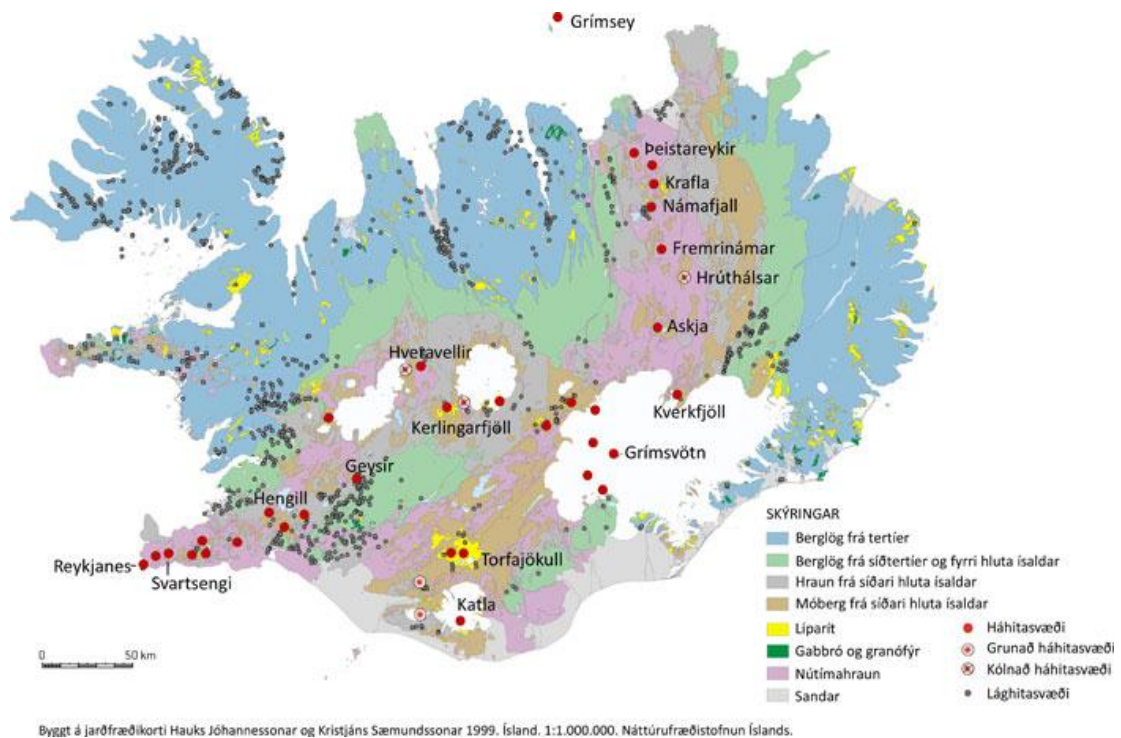 Grímsey
Þeistareykir
Krafla
Námafjall
Fremrinámar
Hrúthálsar
Askja
Hveravellir
Kverkfjöll
Kerlingarfjöll
Grímsvötn
Geysir
Hengill
Reykjanes
Svartsengi
Torfajökull
Katla
0 50 km
SKÝRINGAR
Berglög frá tertíer
Berglög frá síðtertíer og fyrri hluta ísaldar
Hraun frá síðari hluta ísaldar
Móberg frá síðari hluta ísaldar
Líparít
Gabbró og granófýr
Nútímahraun
Sandar
Háhitasvæði
Grunað háhitasvæði
Kólnað háhitasvæði
Lághitasvæði
Byggt á jarðfræðikorti Hauks Jóhannessonar og Kristjáns Sæmundssonar 1999. Ísland. 1:1.000.000. Náttúrufræðistofnun Íslands.